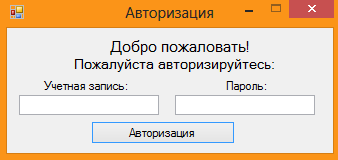 Авторизация
Добро пожаловать!
Пожалуйста авторизируйтесь:
Учетная запись: Пароль:
Авторизация